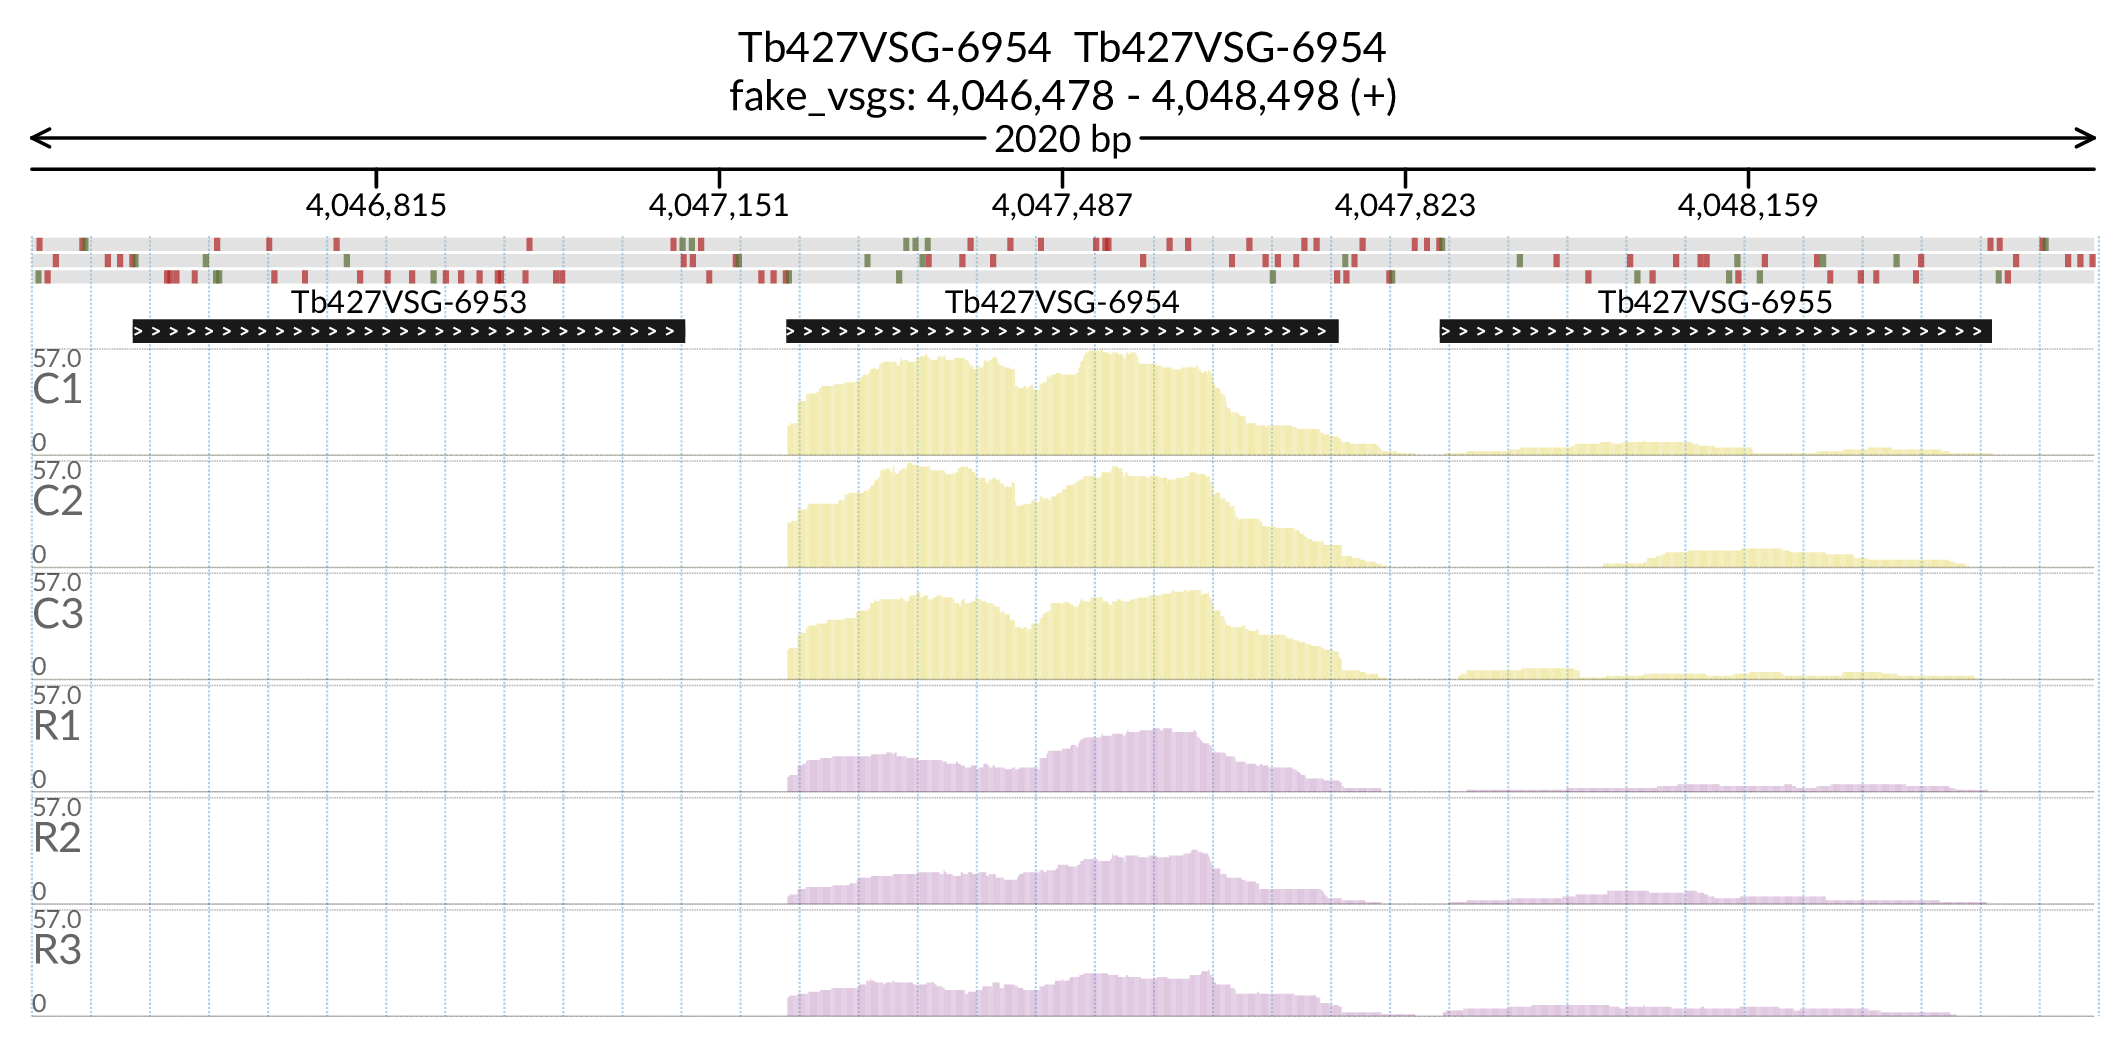 Tb427VSG-6954 Tb427VSG-6954
fake_vsgs: 4,046,478 - 4,048,498 (+)
2020 bp
4,046,815 4,047,151 4,047,487 4,047,823 4,048,159
Tb427VSG-6953 Tb427VSG-6954 Tb427VSG-6955
57.0
C1
0
57.0
C2
0
57.0
C3
0
57.0
R1
0
57.0
R2
0
57.0
R3
0